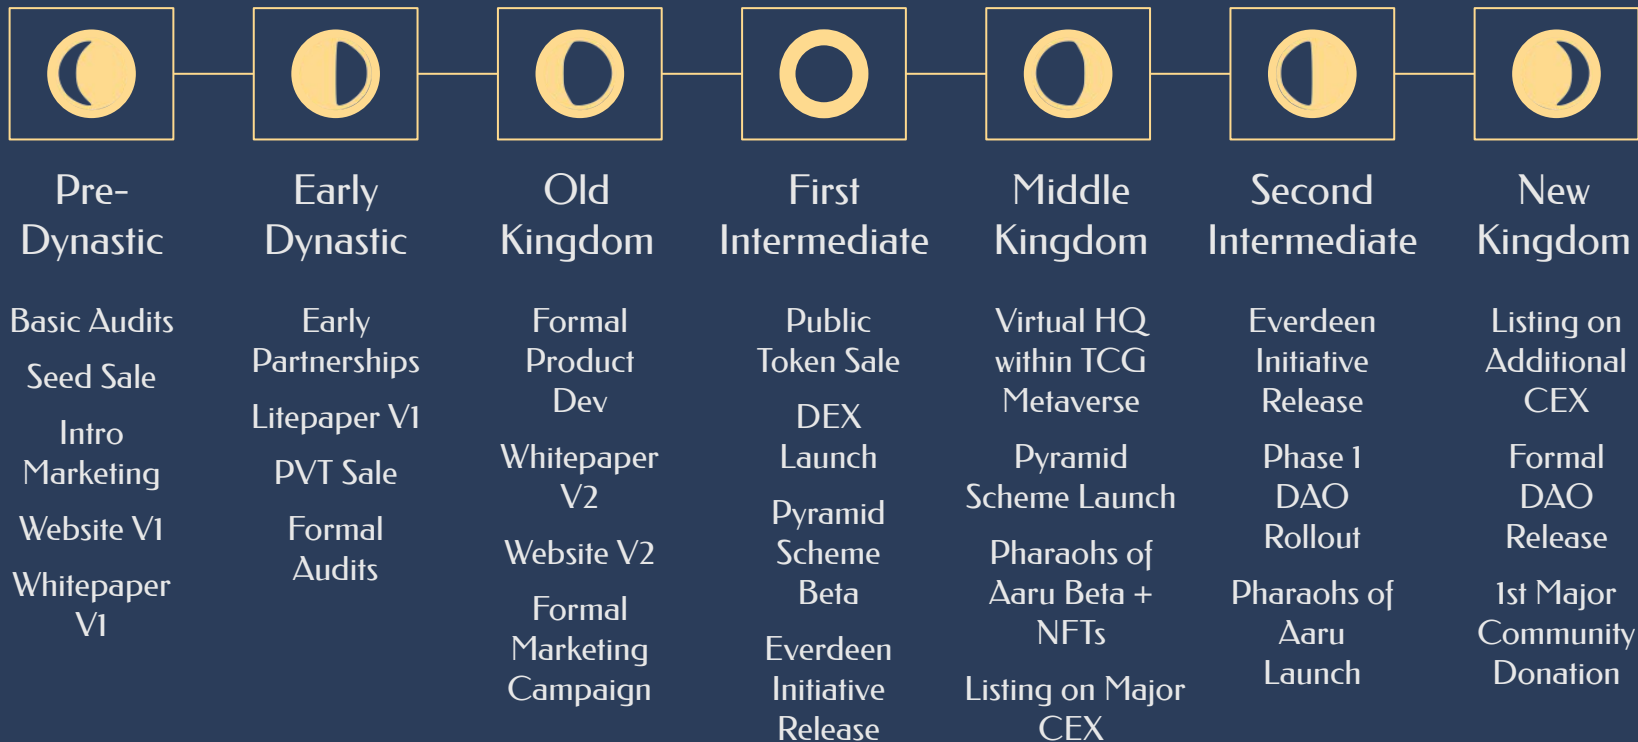 Pre-
Dynastic
Early
Dynastic
Old
Kingdom
First
Intermediate
Middle
Kingdom
Second
Intermediate
New
Kingdom
Basic Audits
Seed Sale
Intro
Marketing
Website V1
Whitepaper
V1
Early
Partnerships
Litepaper V1
PVT Sale
Formal
Audits
Formal
Product
Dev
Whitepaper
V2
Website V2
Formal
Marketing
Campaign
Public
Token Sale
DEX
Launch
Pyramid
Scheme
Beta
Everdeen
Initiative
Release
Virtual HQ
within TCG
Metaverse
Pyramid
Scheme Launch
Pharaohs of
Aaru Beta +
NFTs
Listing on Major
CEX
Everdeen
Initiative
Release
Phase 1
DAO
Rollout
Pharaohs of
Aaru
Launch
Listing on
Additional
CEX
Formal
DAO
Release
1st Major
Community
Donation